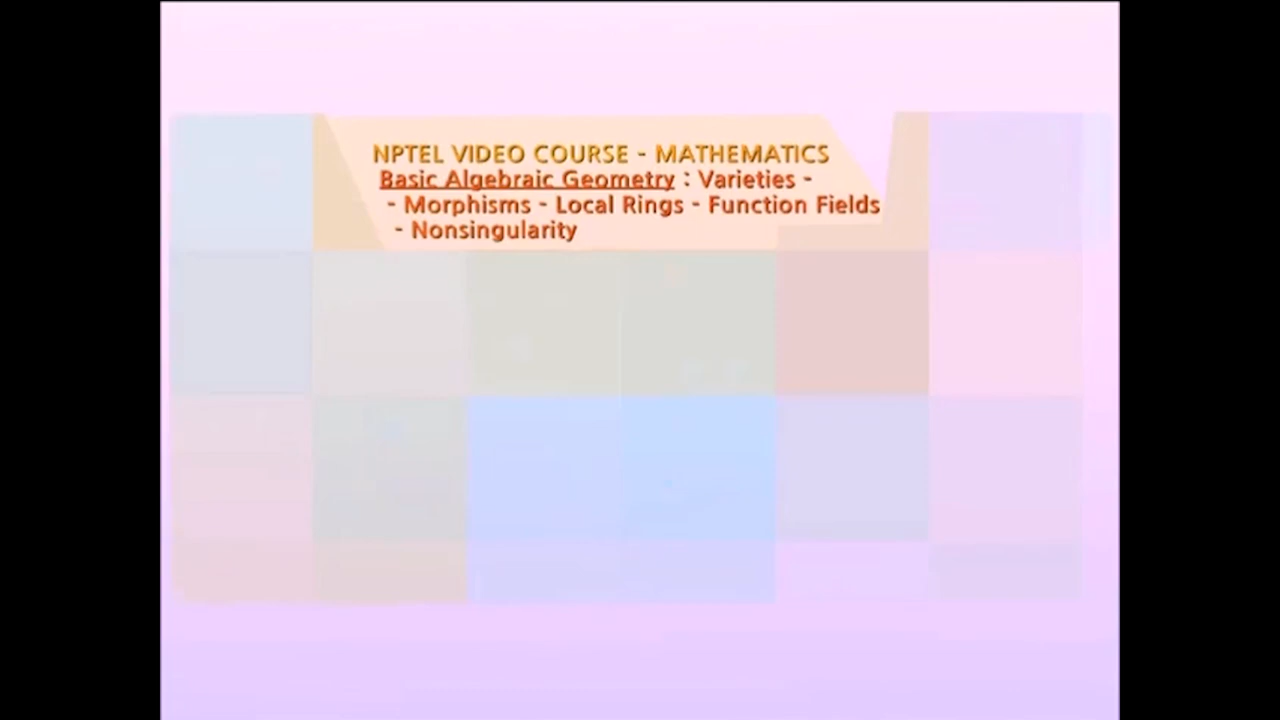 NPTEL VIDEO COURSE - MATHEMATICS
Basic Algebraic Geometry : Varieties -
- Morphisms - Local Rings - Function Fields
- Nonsingularity